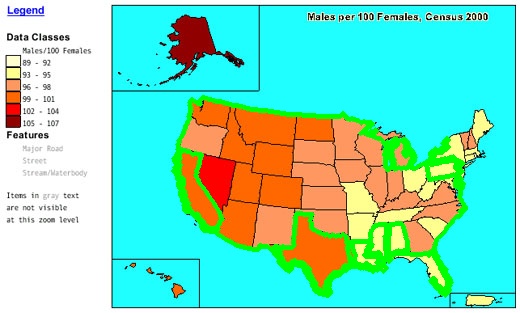 Legend
Males per 100 Females, Census 2000
Data Classes
Males/100 Females
89 - 92
93 - 95
96 - 98
99 - 101
102 - 104
105 - 107
Features
Major Road
Street
Stream/Waterbody
Items in gray text
are not visible
at this zoom level